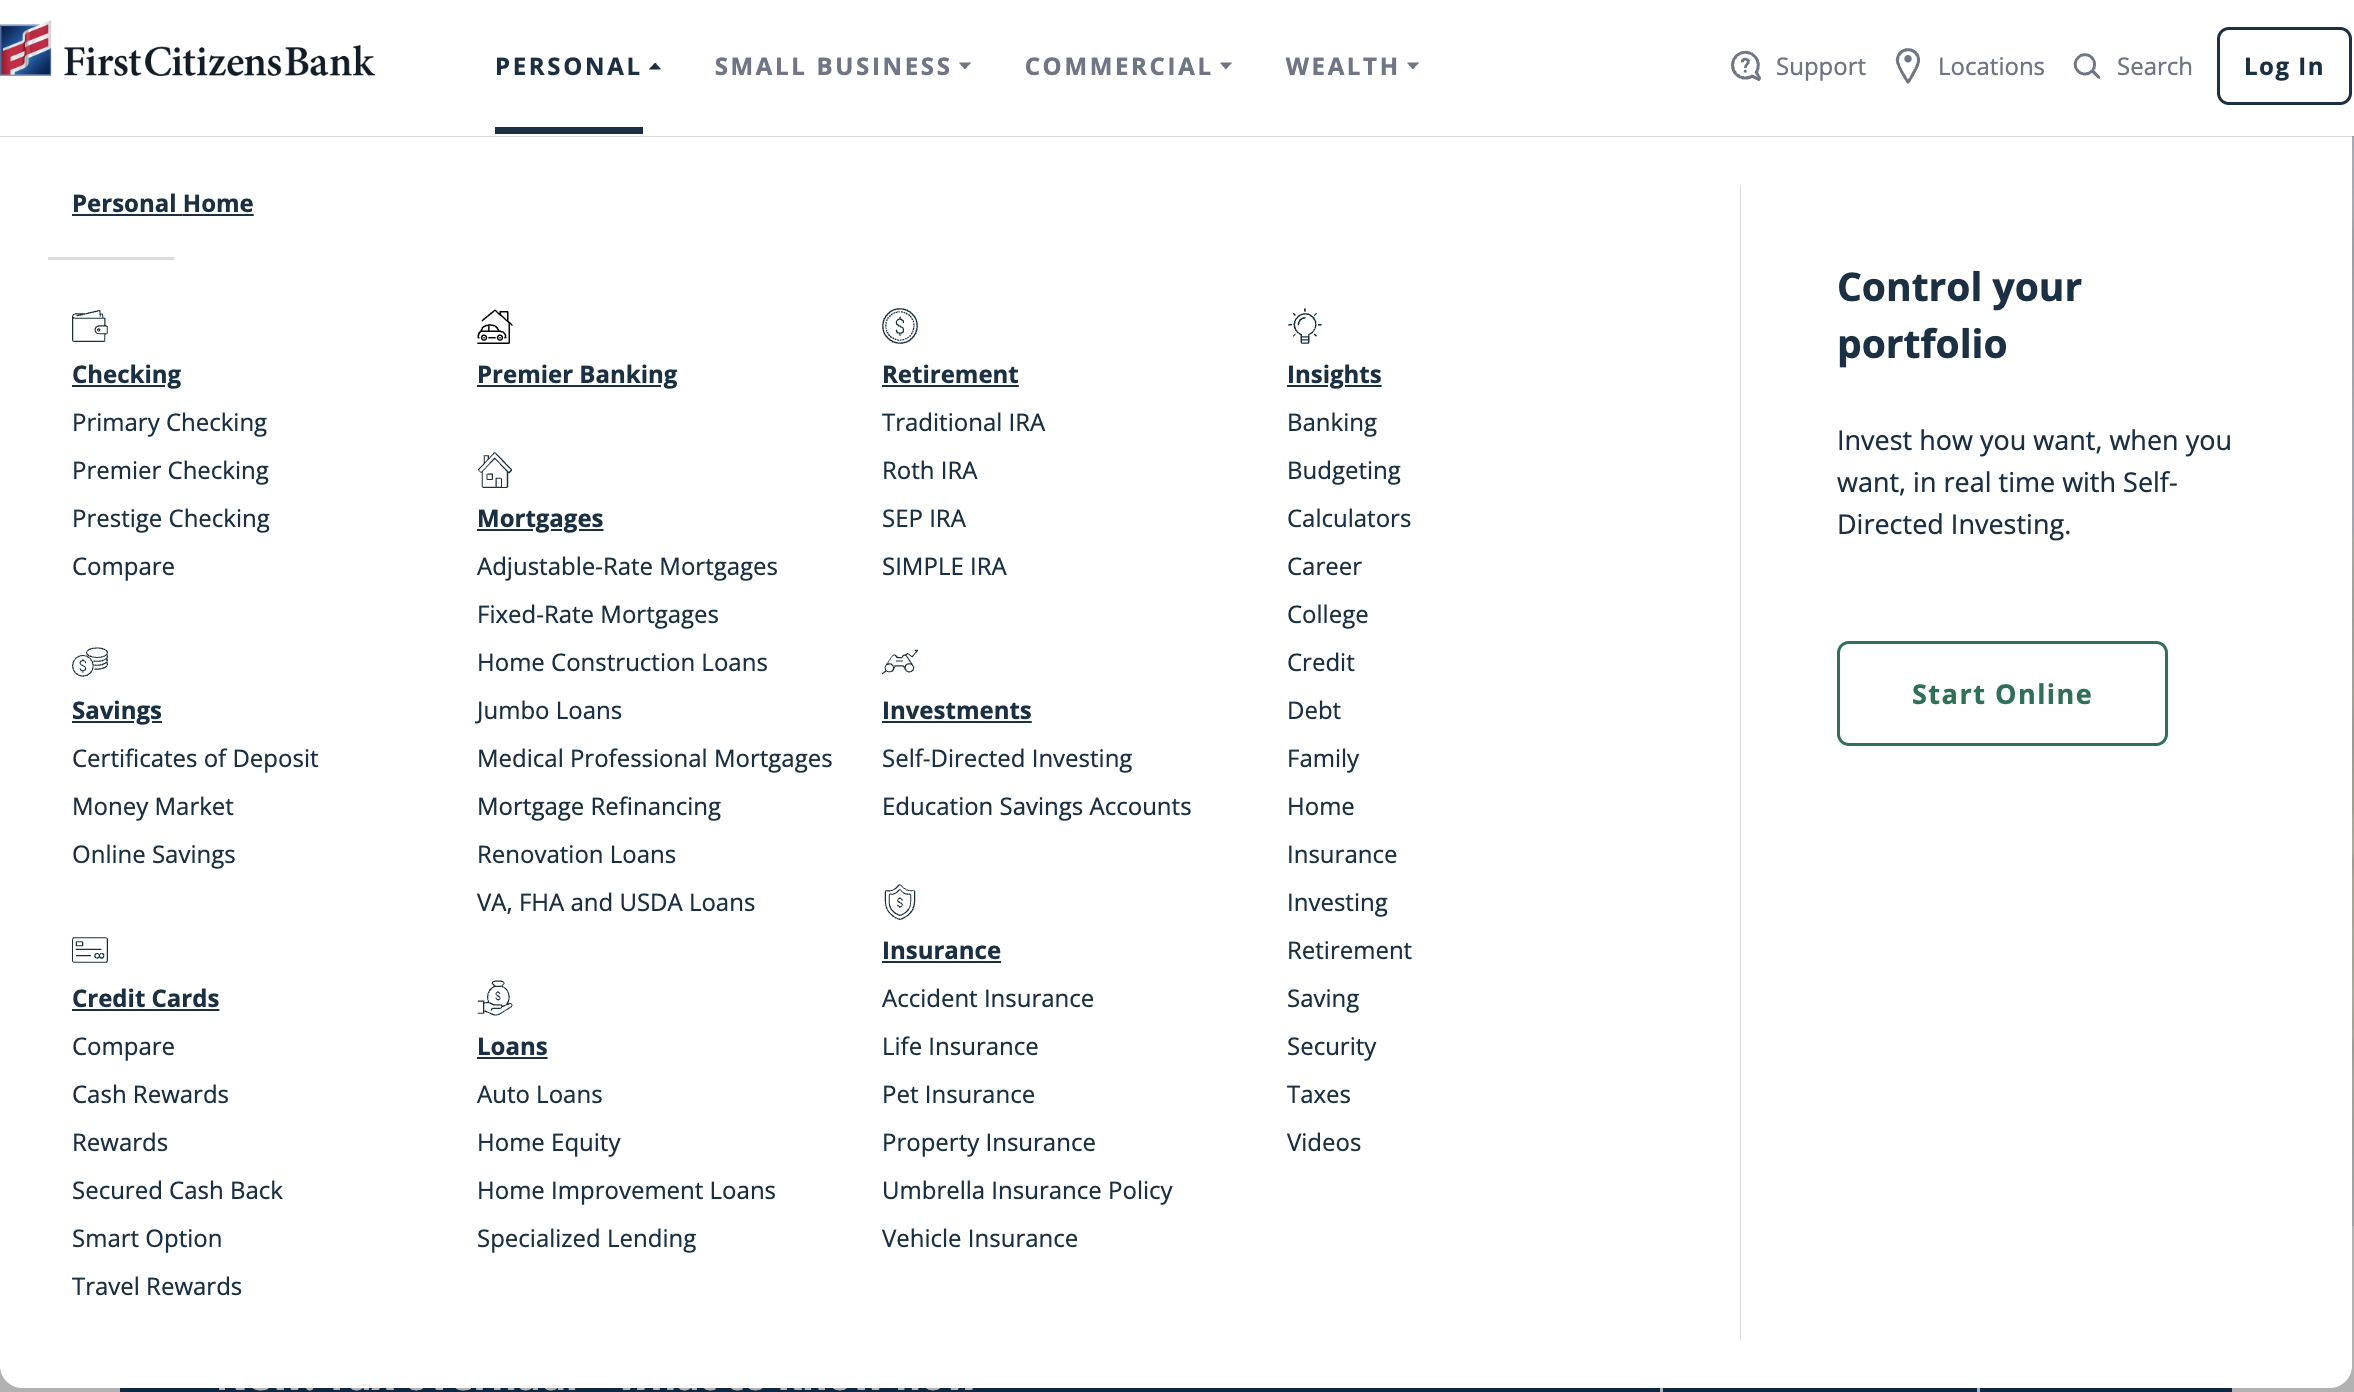 First Citizens Bank
PERSONAL
SMALL BUSINESS
COMMERCIAL
WEALTH
Support
Locations
Search
Log In
Personal Home
Checking
Primary Checking
Premier Checking
Prestige Checking
Compare
Savings
Certificates of Deposit
Money Market
Online Savings
Credit Cards
Compare
Cash Rewards
Rewards
Secured Cash Back
Smart Option
Travel Rewards
Premier Banking
Mortgages
Adjustable-Rate Mortgages
Fixed-Rate Mortgages
Home Construction Loans
Jumbo Loans
Medical Professional Mortgages
Mortgage Refinancing
Renovation Loans
VA, FHA and USDA Loans
Loans
Auto Loans
Home Equity
Home Improvement Loans
Specialized Lending
Retirement
Traditional IRA
Roth IRA
SEP IRA
SIMPLE IRA
Investments
Self-Directed Investing
Education Savings Accounts
Insurance
Accident Insurance
Life Insurance
Pet Insurance
Property Insurance
Umbrella Insurance Policy
Vehicle Insurance
Insights
Banking
Budgeting
Calculators
Career
College
Credit
Debt
Family
Home
Insurance
Investing
Retirement
Saving
Security
Taxes
Videos
Control your
portfolio
Invest how you want, when you
want, in real time with Self-
Directed Investing.
Start Online